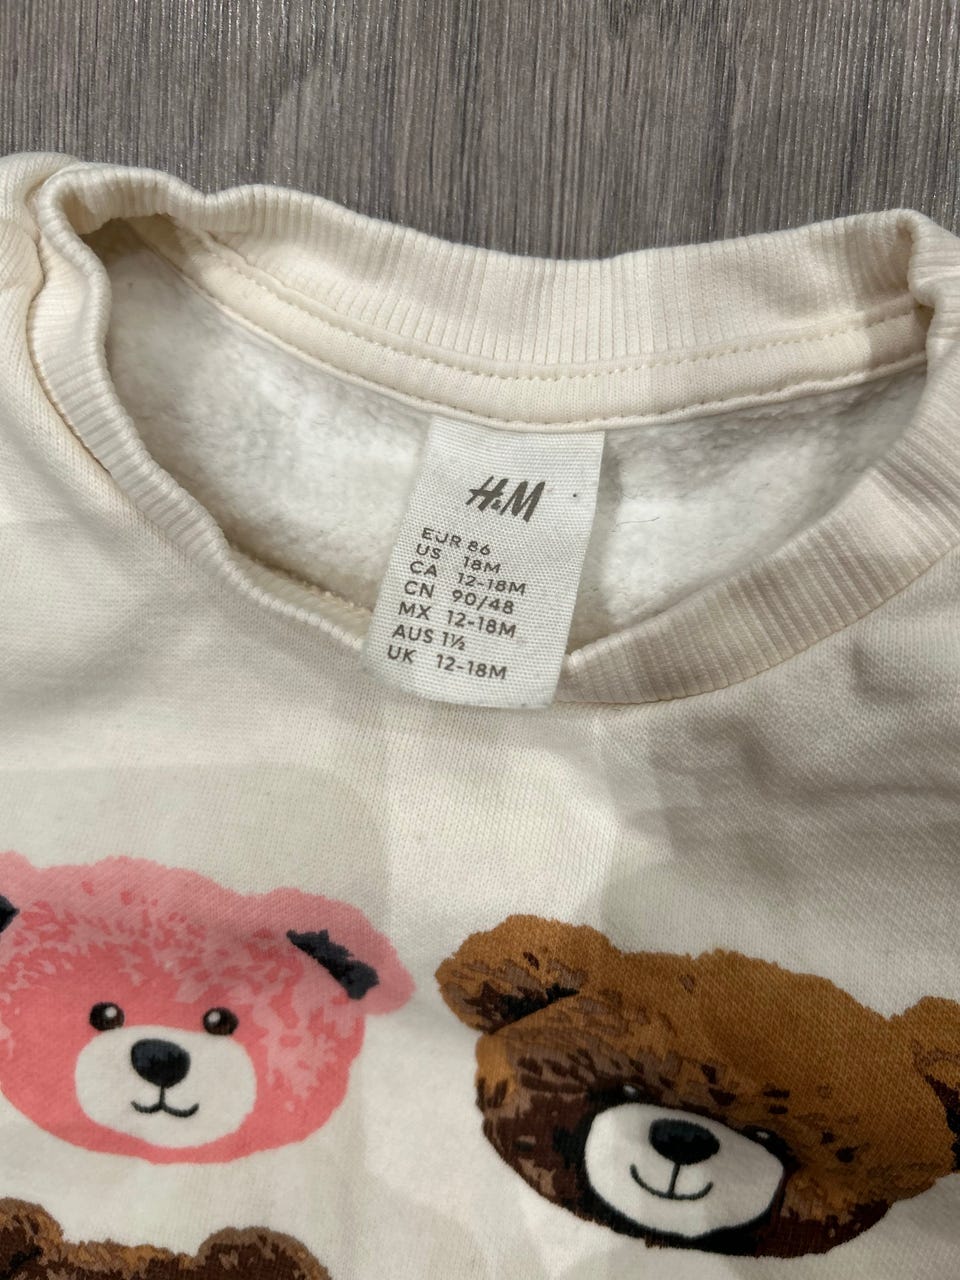 H&M
EUR 86
US 18M
CA 12-18M
CN 90/48
MX 12-18M
AUS 1½
UK 12-18M